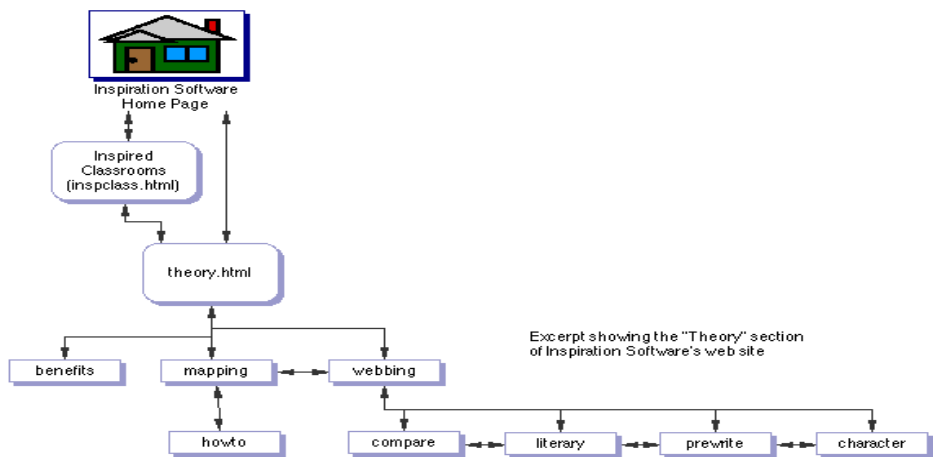 Inspiration Software
Home Page
Inspired
Classrooms
(inspclass.html)
theory.html
Excerpt showing the "Theory" section
of Inspiration Software's web site
benefits
mapping
webbing
howto
compare
literary
prewrite
character